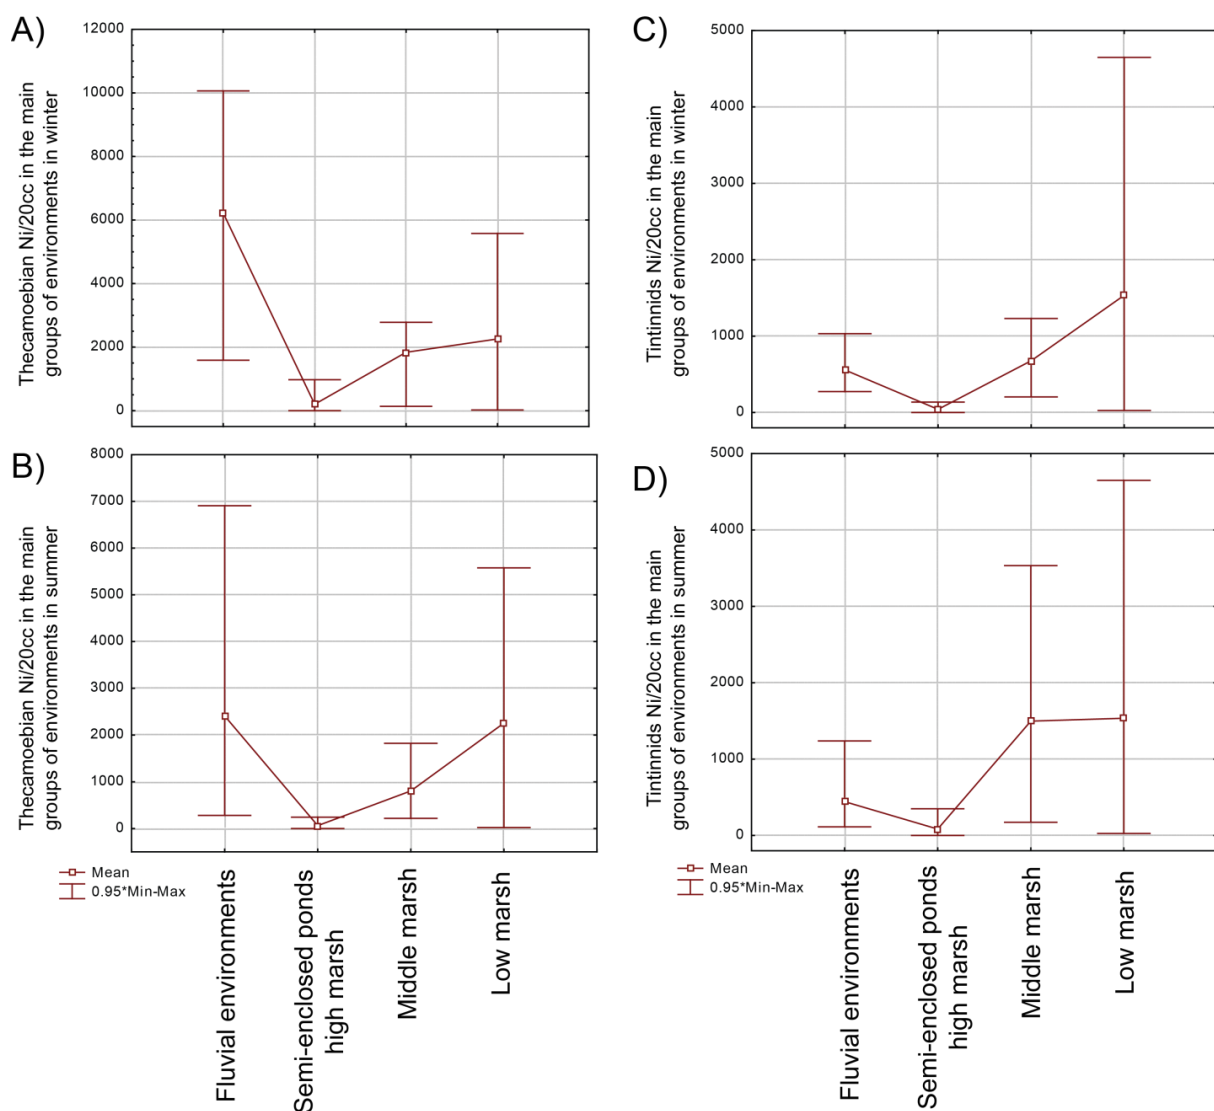 A)
Thecamoebian Ni/20cc in the main
groups of environments in winter
12000
10000
8000
6000
4000
2000
0
C)
Tintinnids Ni/20cc in the main
groups of environments in winter
5000
4000
3000
2000
1000
0
B)
Thecamoebian Ni/20cc in the main
groups of environments in summer
8000
7000
6000
5000
4000
3000
2000
1000
0
D)
Tintinnids Ni/20cc in the main
groups of environments in summer
5000
4000
3000
2000
1000
0
Mean
0.95*Min-Max
Fluvial environments
Semi-enclosed ponds
high marsh
Middle marsh
Low marsh
Mean
0.95*Min-Max
Fluvial environments
Semi-enclosed ponds
high marsh
Middle marsh
Low marsh